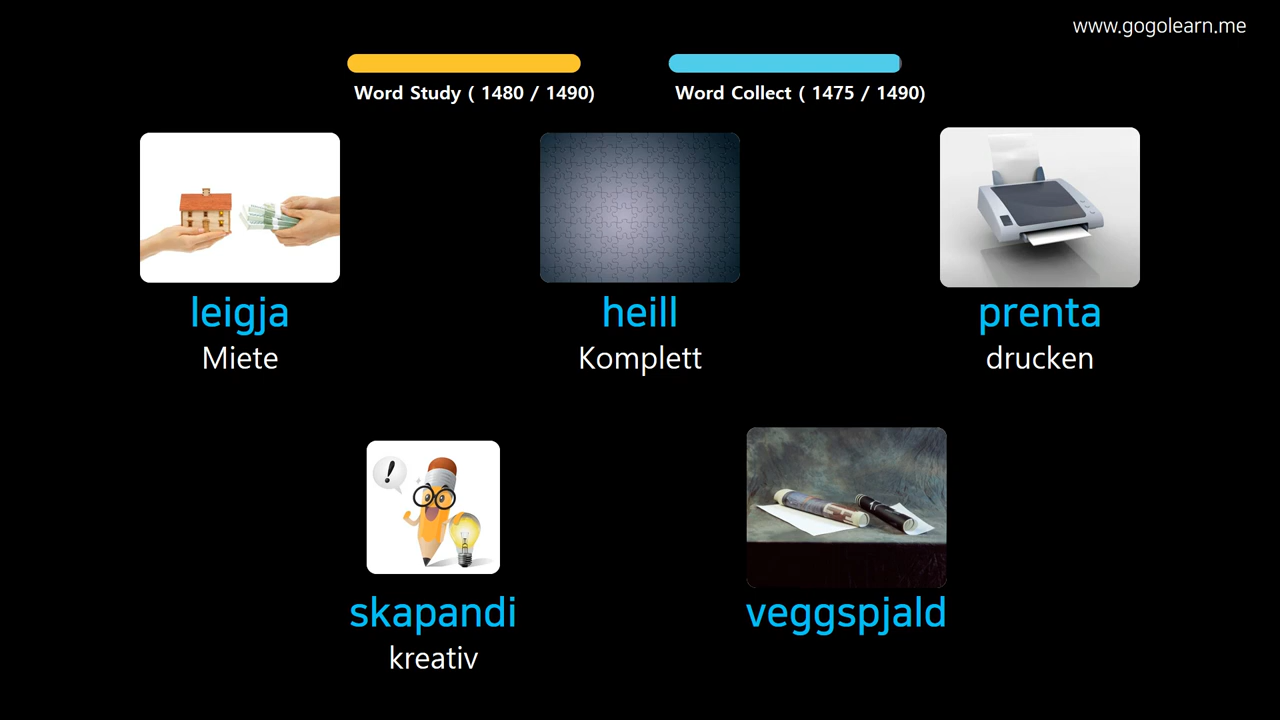 www.gogolearn.me
Word Study ( 1480 / 1490)
Word Collect ( 1475 / 1490)
leigja
Miete
heill
Komplett
prenta
drucken
skapandi
kreativ
veggspjald